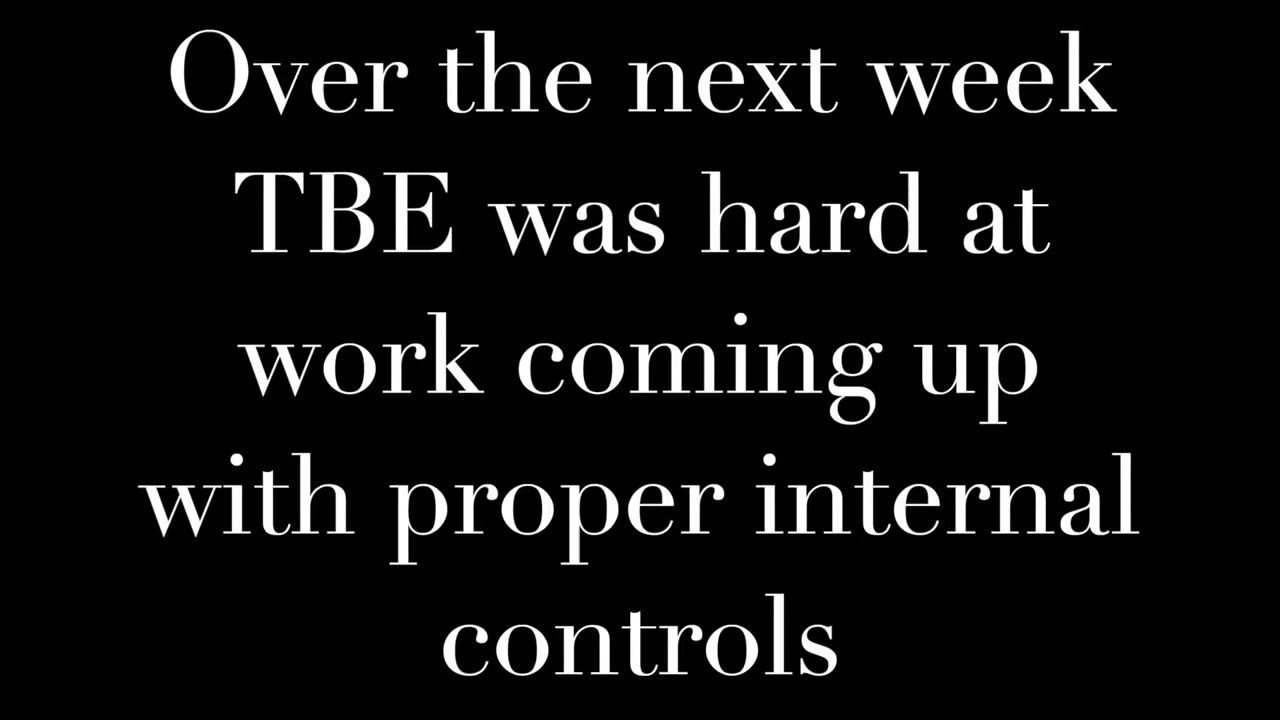 Over the next week
TBE was hard at
work coming up
with proper internal
controls